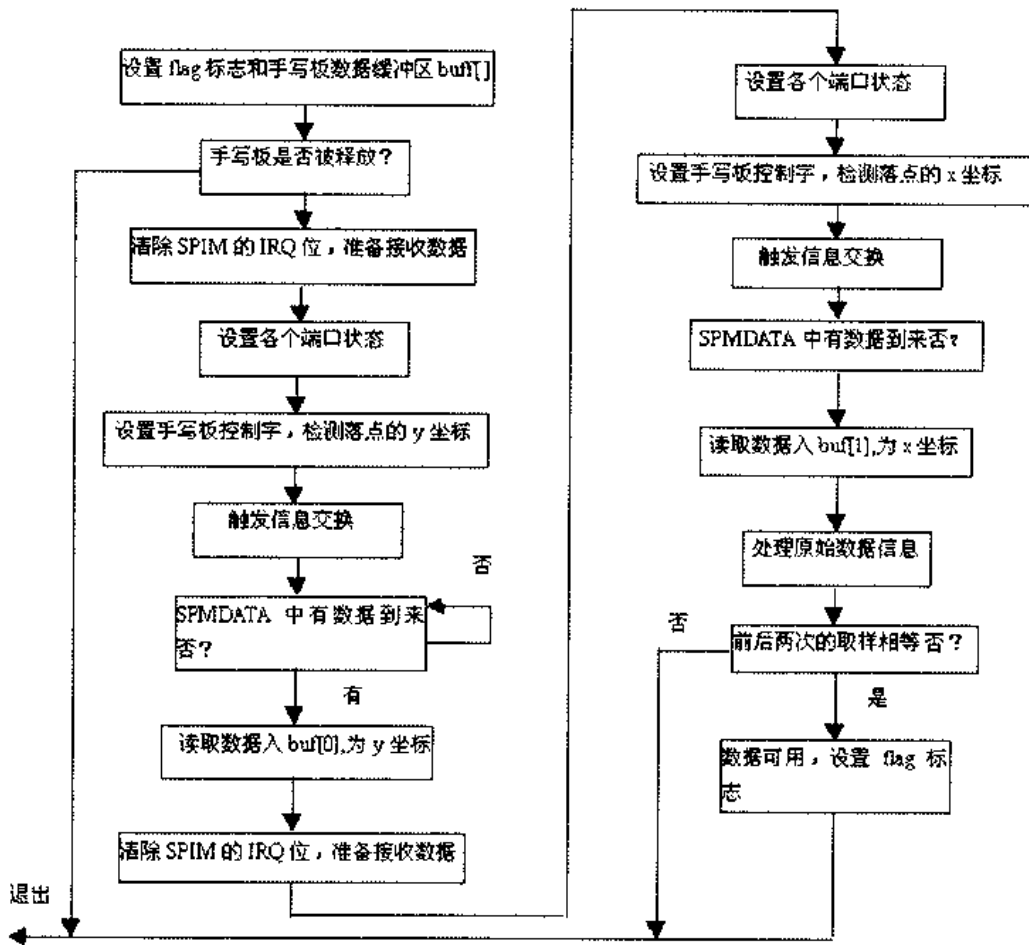 设置 flag 标志和手写板数据缓冲区 buff[]
手写板是否被释放?
清除 SPIM 的 IRQ 位,准备接收数据
设置各个端口状态
设置手写板控制字,检测落点的 y 坐标
触发信息交换
否
SPMDATA 中有数据到来
否?
有
读取数据入 buf[0],为 y 坐标
清除 SPIM 的 IRQ 位,准备接收数据
退出
设置各个端口状态
设置手写板控制字,检测落点的 x 坐标
触发信息交换
SPMDATA 中有数据到来否?
读取数据入 buf[1],为 x 坐标
处理原始数据信息
否
前后两次的取样相等否?
是
数据可用,设置 flag 标
志